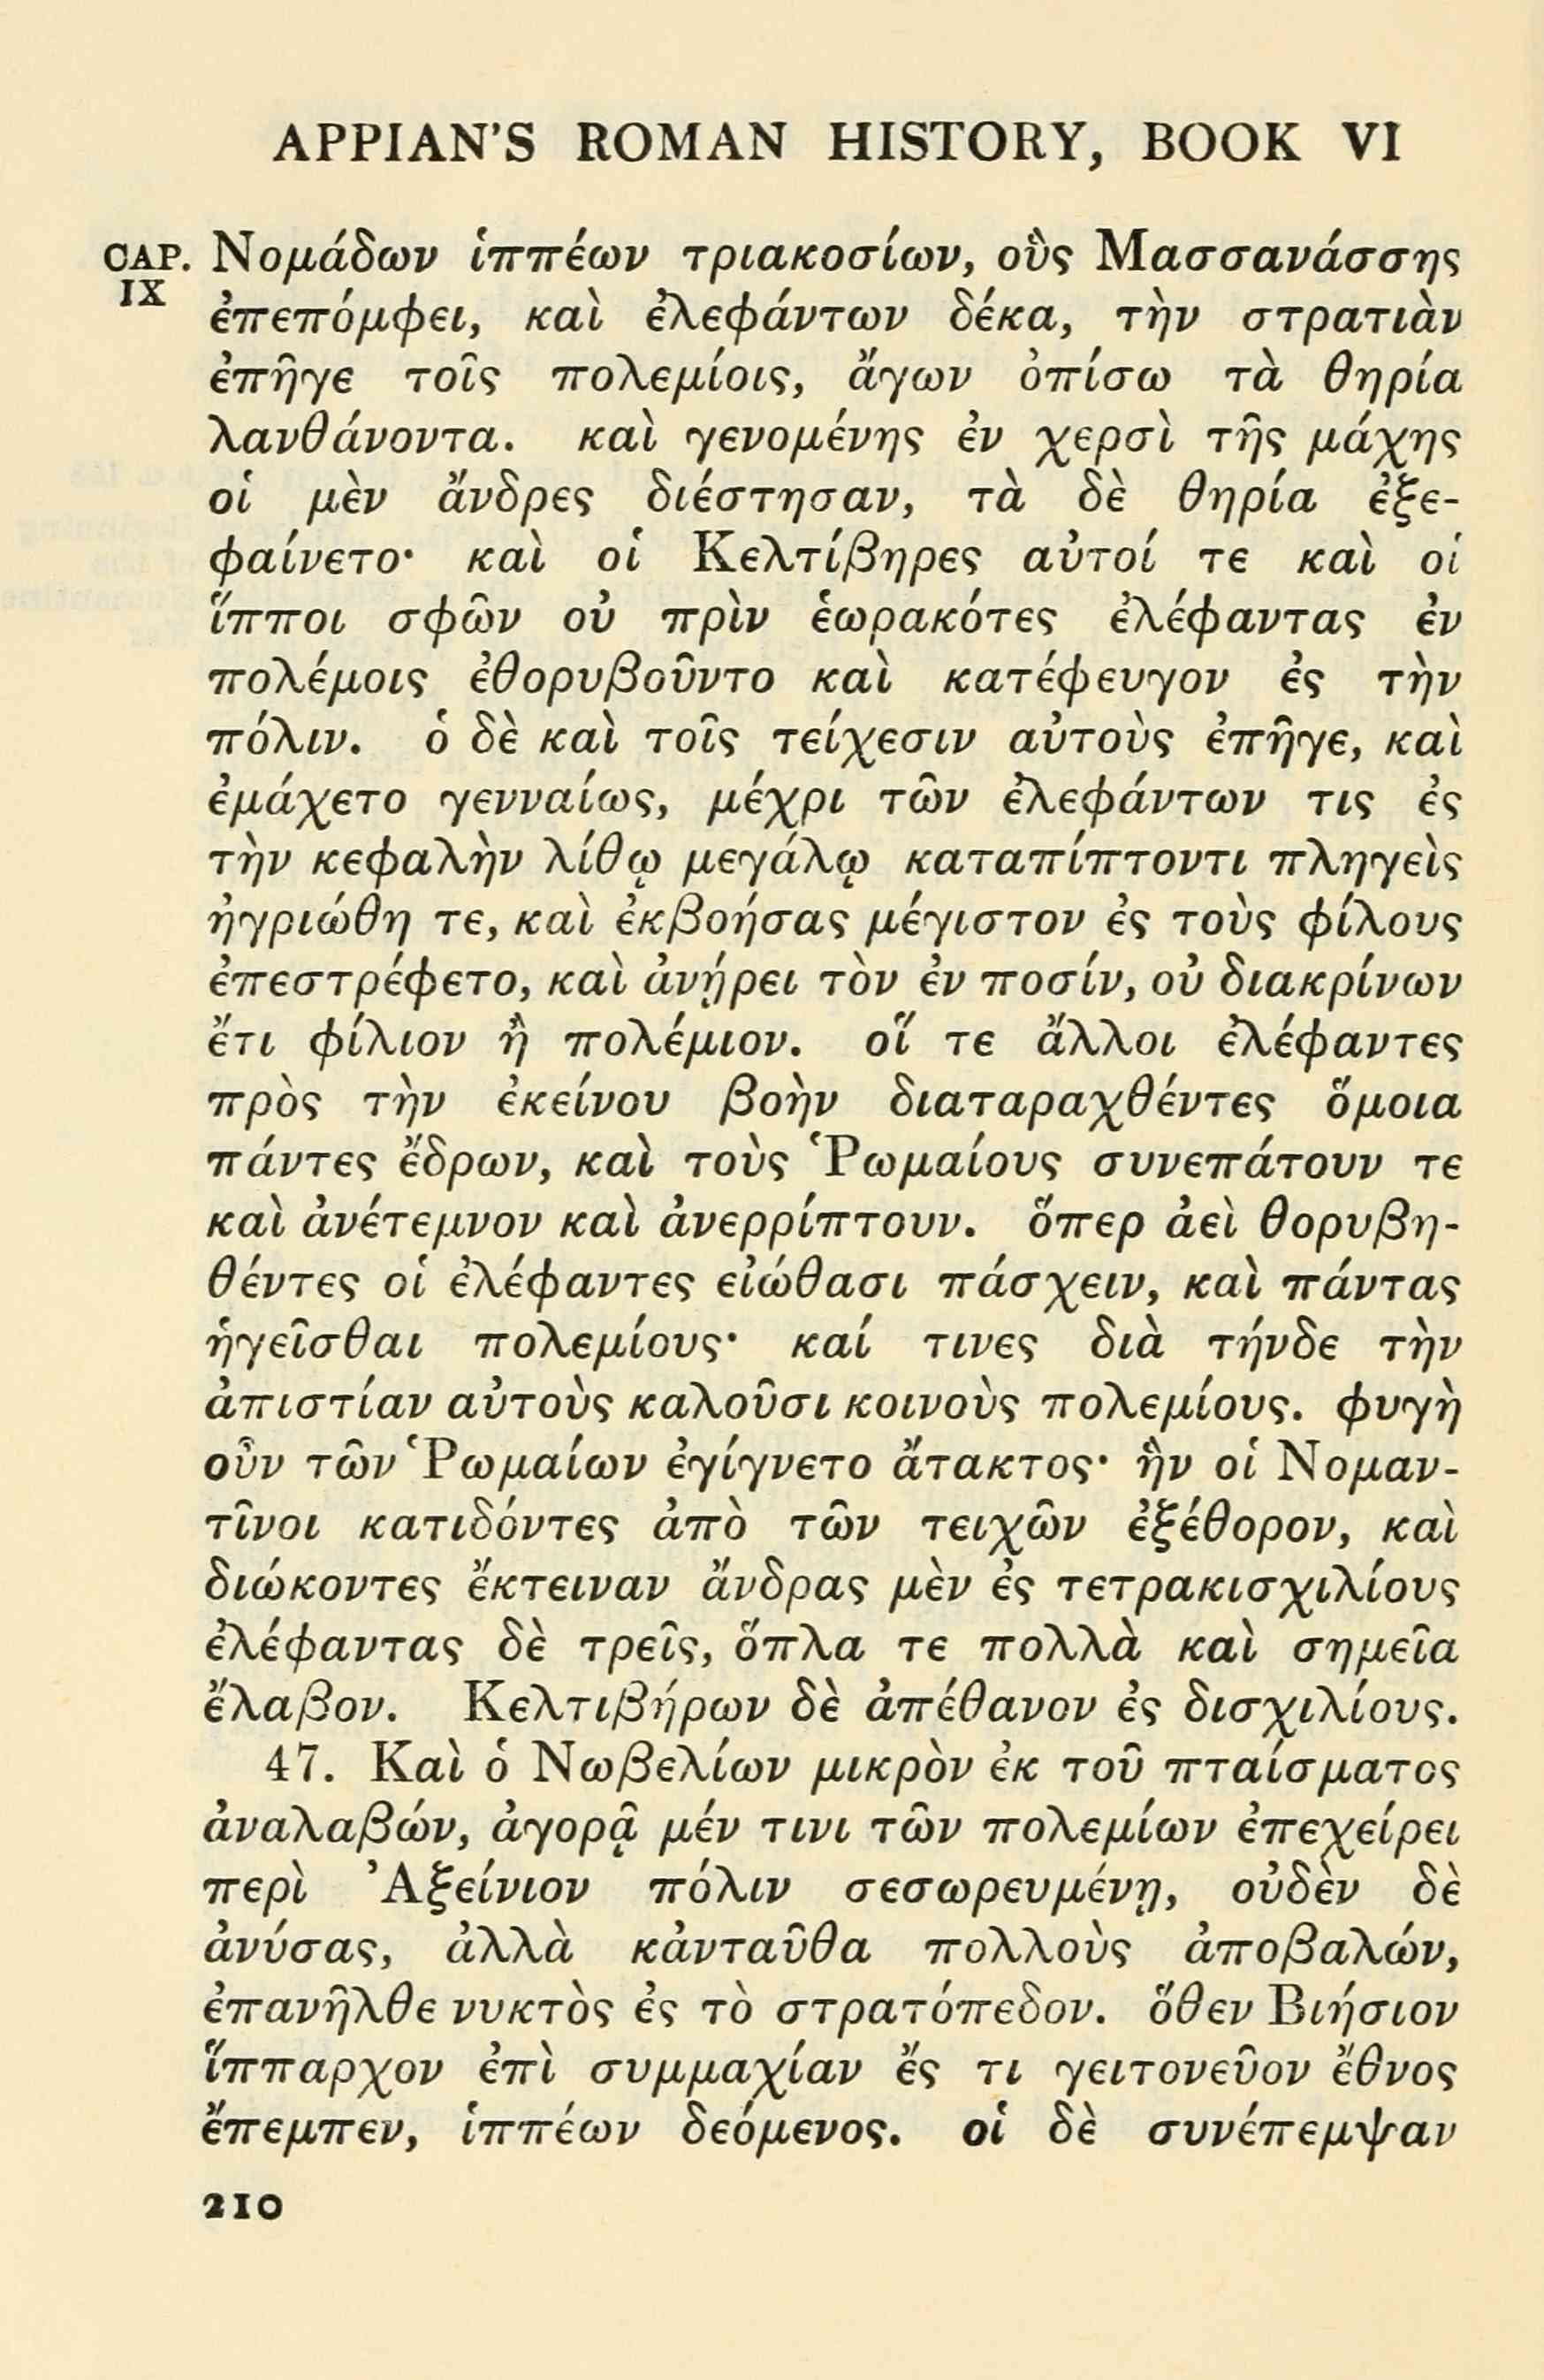 APPIAN'S ROMAN HISTORY, BOOK VI
CAP. IX
Νομάδων ἱππέων τριακοσίων, οὓς Μασσανάσσης
ἐπεπόμφει, καὶ ἐλεφάντων δέκα, τὴν στρατιὰν
ἐπῆγε τοῖς πολεμίοις, ἄγων ὀπίσω τὰ θηρία
λανθάνοντα. καὶ γενομένης ἐν χερσὶ τῆς μάχης
οἱ μὲν ἄνδρες διέστησαν, τὰ δὲ θηρία ἐξε-
φαίνετο· καὶ οἱ Κελτίβηρες αὐτοί τε καὶ οἱ
ἵπποι σφῶν οὐ πρὶν ἑωρακότες ἐλέφαντας ἐν
πολέμοις ἐθορυβοῦντο καὶ κατέφευγον ἐς τὴν
πόλιν. ὁ δὲ καὶ τοῖς τείχεσιν αὐτοὺς ἐπῆγε, καὶ
ἐμάχετο γενναίως, μέχρι τῶν ἐλεφάντων τις ἐς
τὴν κεφαλὴν λίθῳ μεγάλῳ καταπίπτοντι πληγεὶς
ἠγριώθη τε, καὶ ἐκβοήσας μέγιστον ἐς τοὺς φίλους
ἐπεστρέφετο, καὶ ἀνῄρει τὸν ἐν ποσίν, οὐ διακρίνων
ἔτι φίλιον ἢ πολέμιον. οἵ τε ἄλλοι ἐλέφαντες
πρὸς τὴν ἐκείνου βοὴν διαταραχθέντες ὅμοια
πάντες ἔδρων, καὶ τοὺς Ῥωμαίους συνεπάτουν τε
καὶ ἀνέτεμνον καὶ ἀνερρίπτουν. ὅπερ ἀεὶ θορυβη-
θέντες οἱ ἐλέφαντες εἰώθασι πάσχειν, καὶ πάντας
ἡγεῖσθαι πολεμίους· καί τινες διὰ τήνδε τὴν
ἀπιστίαν αὐτοὺς καλοῦσι κοινοὺς πολεμίους. φυγὴ
οὖν τῶν Ῥωμαίων ἐγίγνετο ἄτακτος· ἣν οἱ Νομαν-
τῖνοι κατιδόντες ἀπὸ τῶν τειχῶν ἐξέθορον, καὶ
διώκοντες ἔκτειναν ἄνδρας μὲν ἐς τετρακισχιλίους
ἐλέφαντας δὲ τρεῖς, ὅπλα τε πολλὰ καὶ σημεῖα
ἔλαβον. Κελτιβήρων δὲ ἀπέθανον ἐς δισχιλίους.
47. Καὶ ὁ Νωβελίων μικρὸν ἐκ τοῦ πταίσματος
ἀναλαβών, ἀγορᾷ μέν τινι τῶν πολεμίων ἐπεχείρει
περὶ Ἀξείνιον πόλιν σεσωρευμένῃ, οὐδὲν δὲ
ἀνύσας, ἀλλὰ κἀνταῦθα πολλοὺς ἀποβαλών,
ἐπανῆλθε νυκτὸς ἐς τὸ στρατόπεδον. ὅθεν Βιήσιον
ἵππαρχον ἐπὶ συμμαχίαν ἔς τι γειτονεῦον ἔθνος
ἔπεμπεν, ἱππέων δεόμενος. οἱ δὲ συνέπεμψαν
210